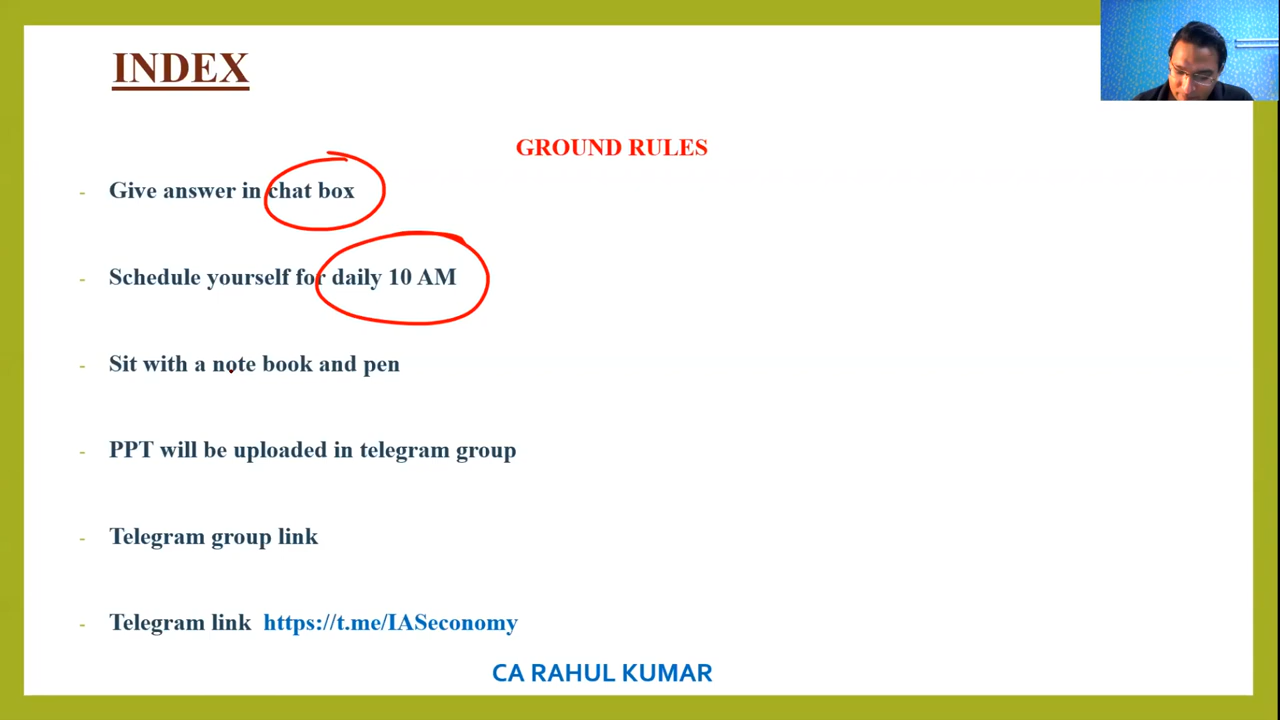 INDEX
GROUND RULES
- Give answer in chat box
- Schedule yourself for daily 10 AM
- Sit with a note book and pen
- PPT will be uploaded in telegram group
- Telegram group link
- Telegram link https://t.me/IASeconomy
CA RAHUL KUMAR